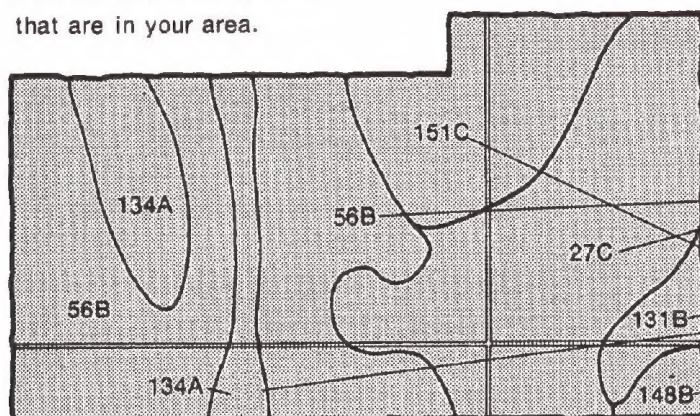 that are in your area.
151C
134A
56B
27C
56B
131B
134A
148B